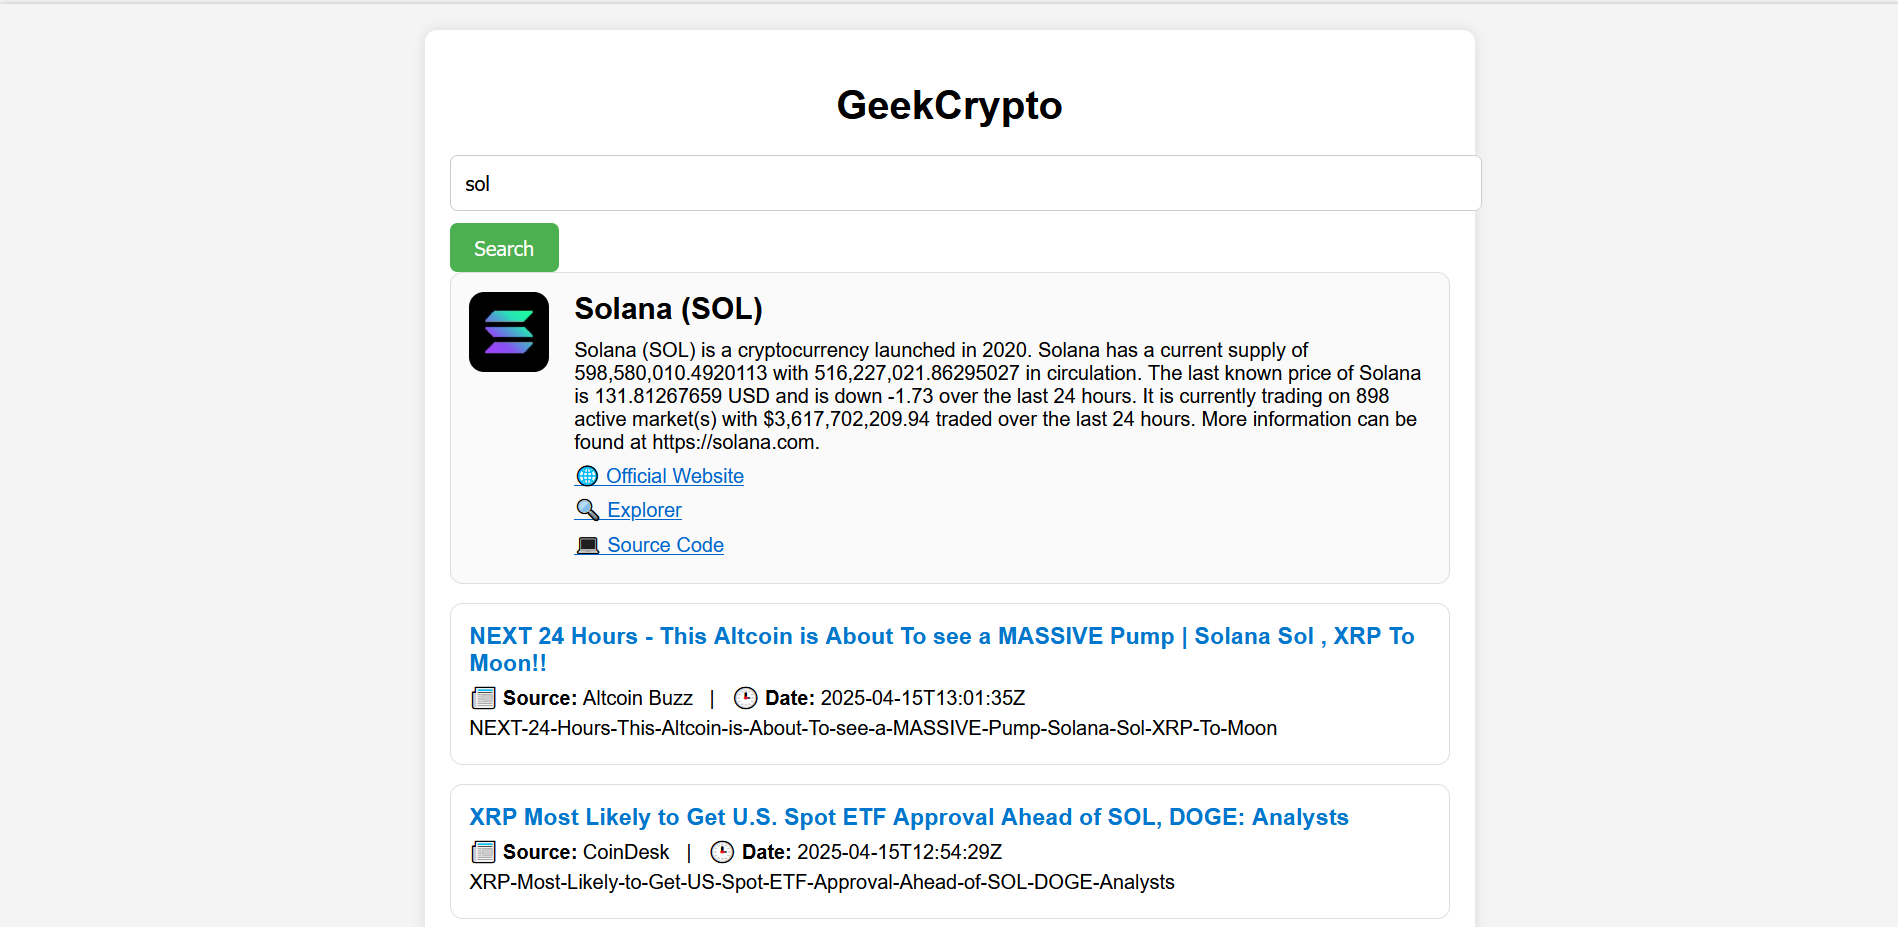 GeekCrypto
sol
Search
Solana (SOL)
Solana (SOL) is a cryptocurrency launched in 2020. Solana has a current supply of
598,580,010.4920113 with 516,227,021.86295027 in circulation. The last known price of Solana
is 131.81267659 USD and is down -1.73 over the last 24 hours. It is currently trading on 898
active market(s) with $3,617,702,209.94 traded over the last 24 hours. More information can be
found at https://solana.com.
Official Website
Explorer
Source Code
NEXT 24 Hours - This Altcoin is About To see a MASSIVE Pump | Solana Sol , XRP To
Moon!!
Source: Altcoin Buzz | Date: 2025-04-15T13:01:35Z
NEXT-24-Hours-This-Altcoin-is-About-To-see-a-MASSIVE-Pump-Solana-Sol-XRP-To-Moon
XRP Most Likely to Get U.S. Spot ETF Approval Ahead of SOL, DOGE: Analysts
Source: CoinDesk | Date: 2025-04-15T12:54:29Z
XRP-Most-Likely-to-Get-US-Spot-ETF-Approval-Ahead-of-SOL-DOGE-Analysts